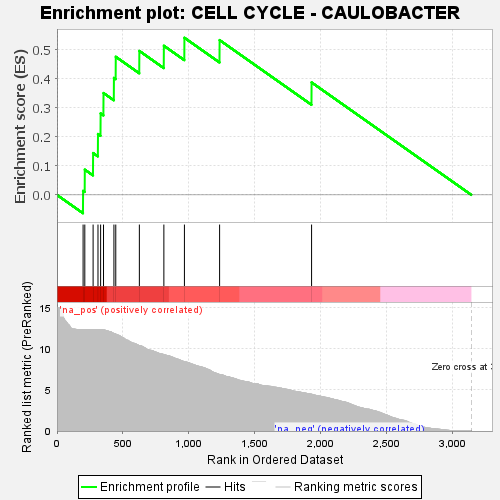 Enrichment plot: CELL CYCLE - CAULOBACTER
Enrichment score (ES)
0.5
0.4
0.3
0.2
0.1
0.0
'na_pos' (positively correlated)
Ranked list metric (PreRanked)
15
10
5
0
Zero cross at
'na_neg' (negatively correlated)
0
500
1,000
1,500
2,000
2,500
3,000
Rank in Ordered Dataset
Enrichment profile
Hits
Ranking metric scores